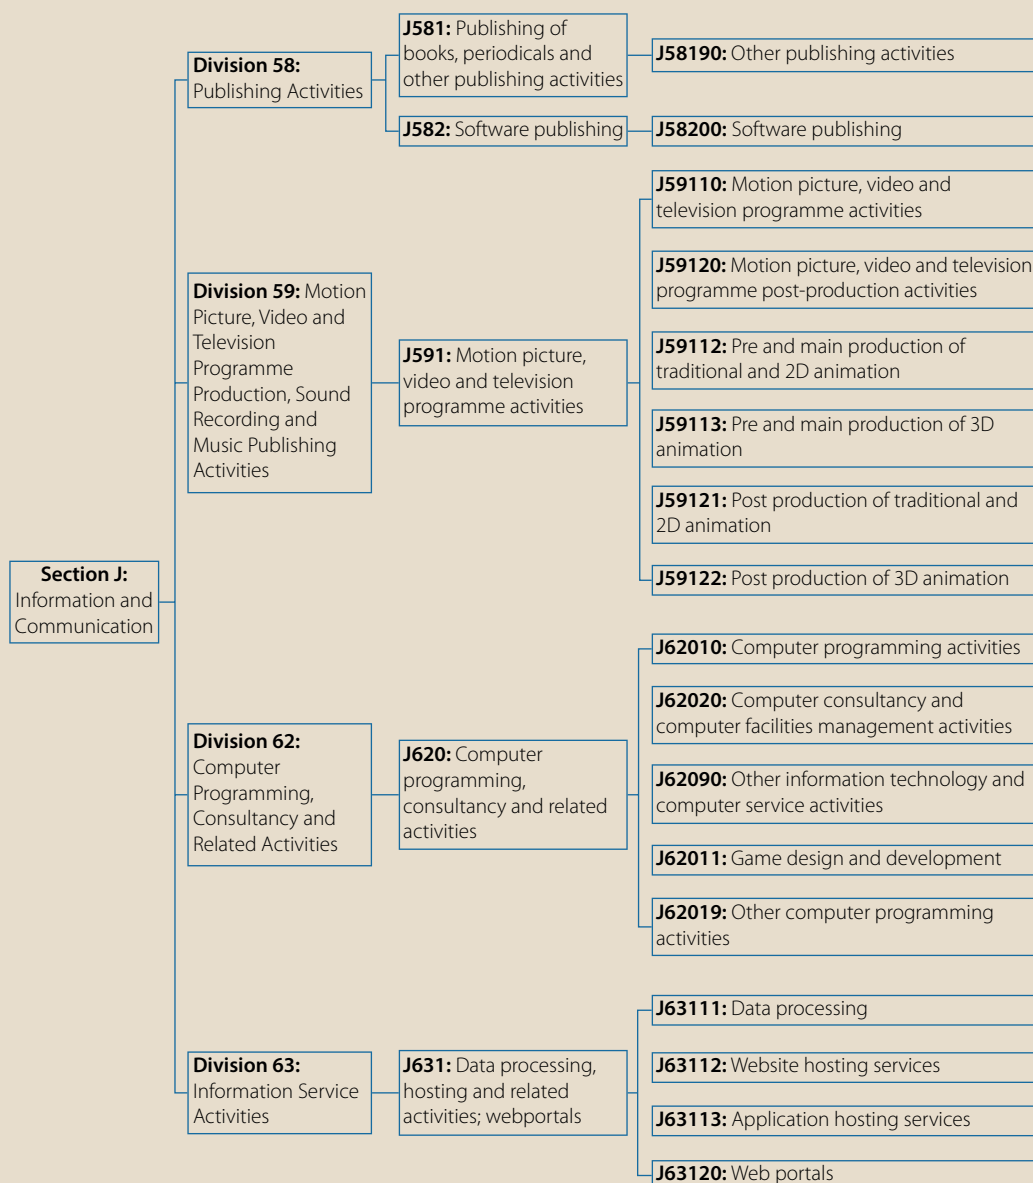 Section J:
Information and
Communication
Division 58:
Publishing Activities
J581: Publishing of
books, periodicals and
other publishing activities
J58190: Other publishing activities
J582: Software publishing
J58200: Software publishing
Division 59: Motion
Picture, Video and
Television
Programme
Production, Sound
Recording and
Music Publishing
Activities
J591: Motion picture,
video and television
programme activities
J59110: Motion picture, video and
television programme activities
J59120: Motion picture, video and television
programme post-production activities
J59112: Pre and main production of
traditional and 2D animation
J59113: Pre and main production of 3D
animation
J59121: Post production of traditional and
2D animation
J59122: Post production of 3D animation
Division 62:
Computer
Programming,
Consultancy and
Related Activities
J620: Computer
programming,
consultancy and related
activities
J62010: Computer programming activities
J62020: Computer consultancy and
computer facilities management activities
J62090: Other information technology and
computer service activities
J62011: Game design and development
J62019: Other computer programming
activities
Division 63:
Information Service
Activities
J631: Data processing,
hosting and related
activities; webportals
J63111: Data processing
J63112: Website hosting services
J63113: Application hosting services
J63120: Web portals